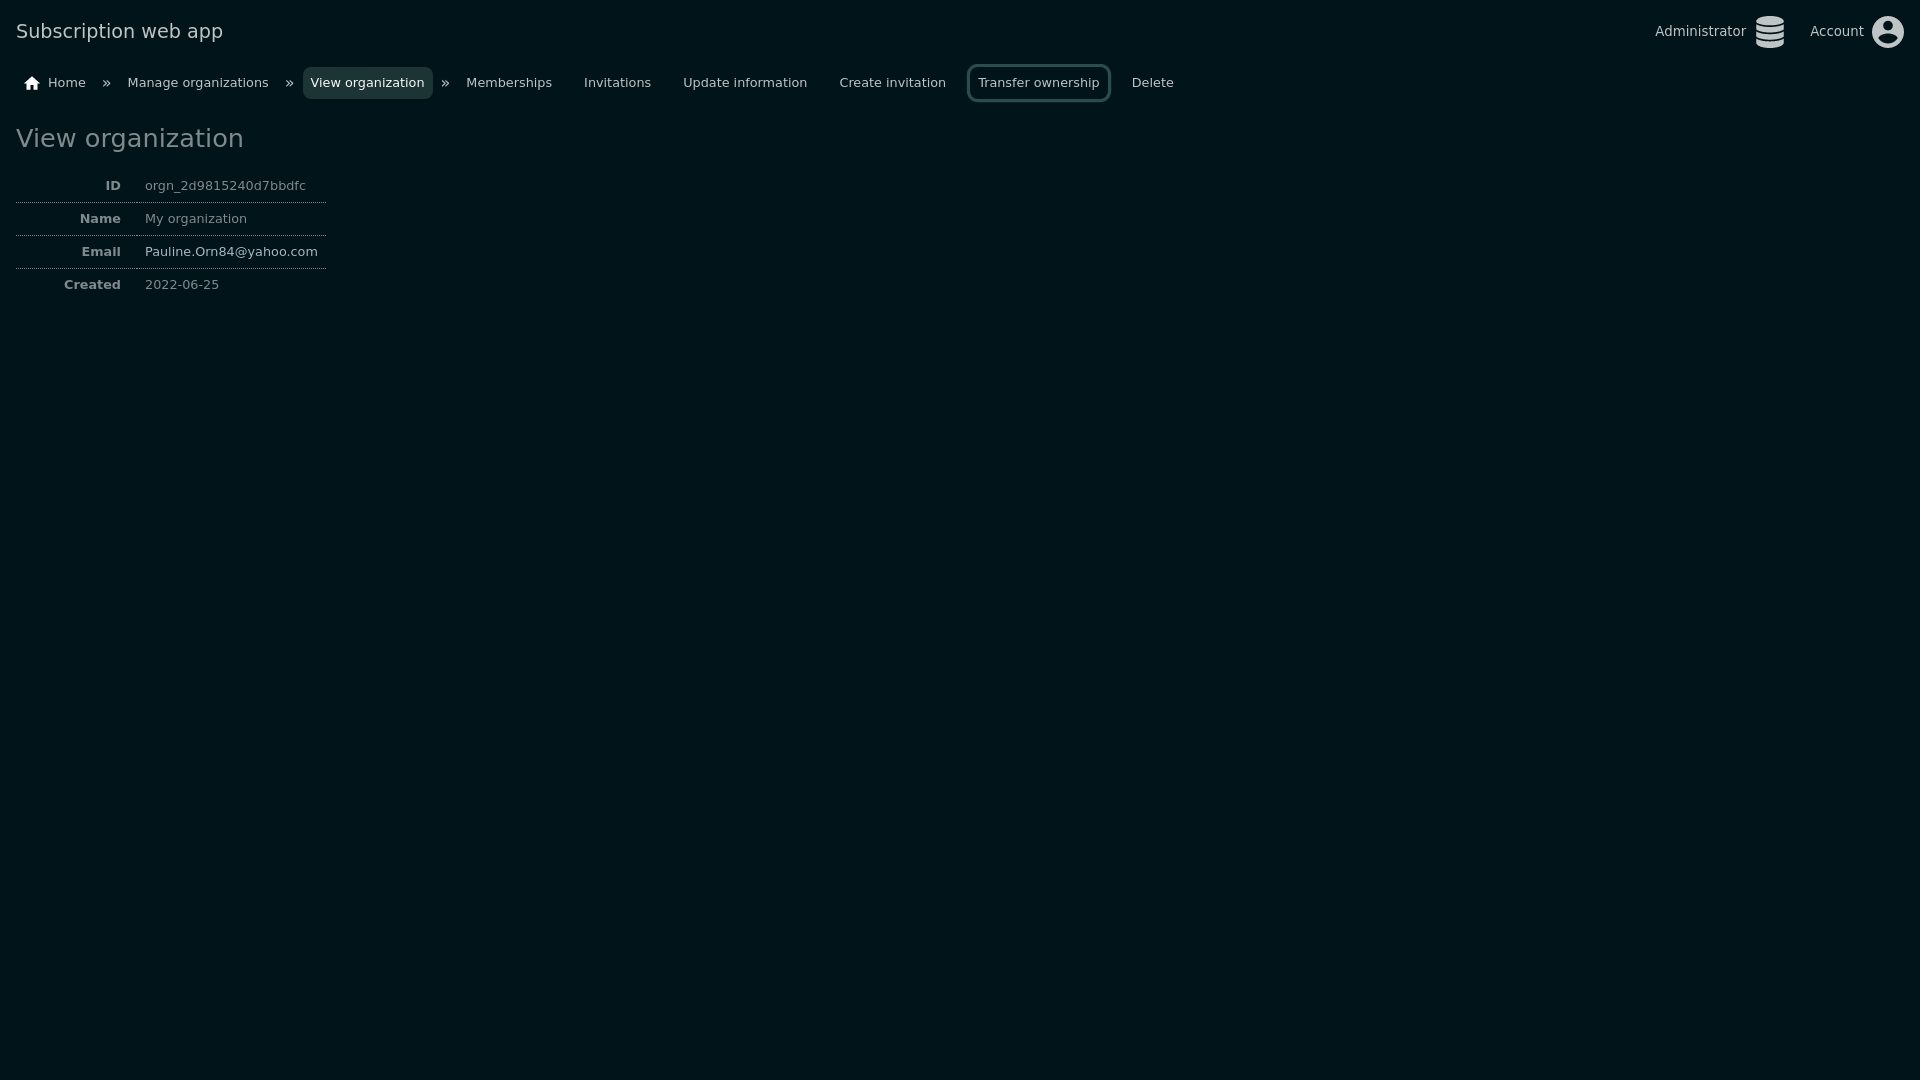 Subscription web app Administrator Account
Home » Manage organizations » View organization » Memberships Invitations Update information Create invitation Transfer ownership Delete
View organization
ID orgn_2d9815240d7bbdfc
Name My organization
Email Pauline.Orn84@yahoo.com
Created 2022-06-25